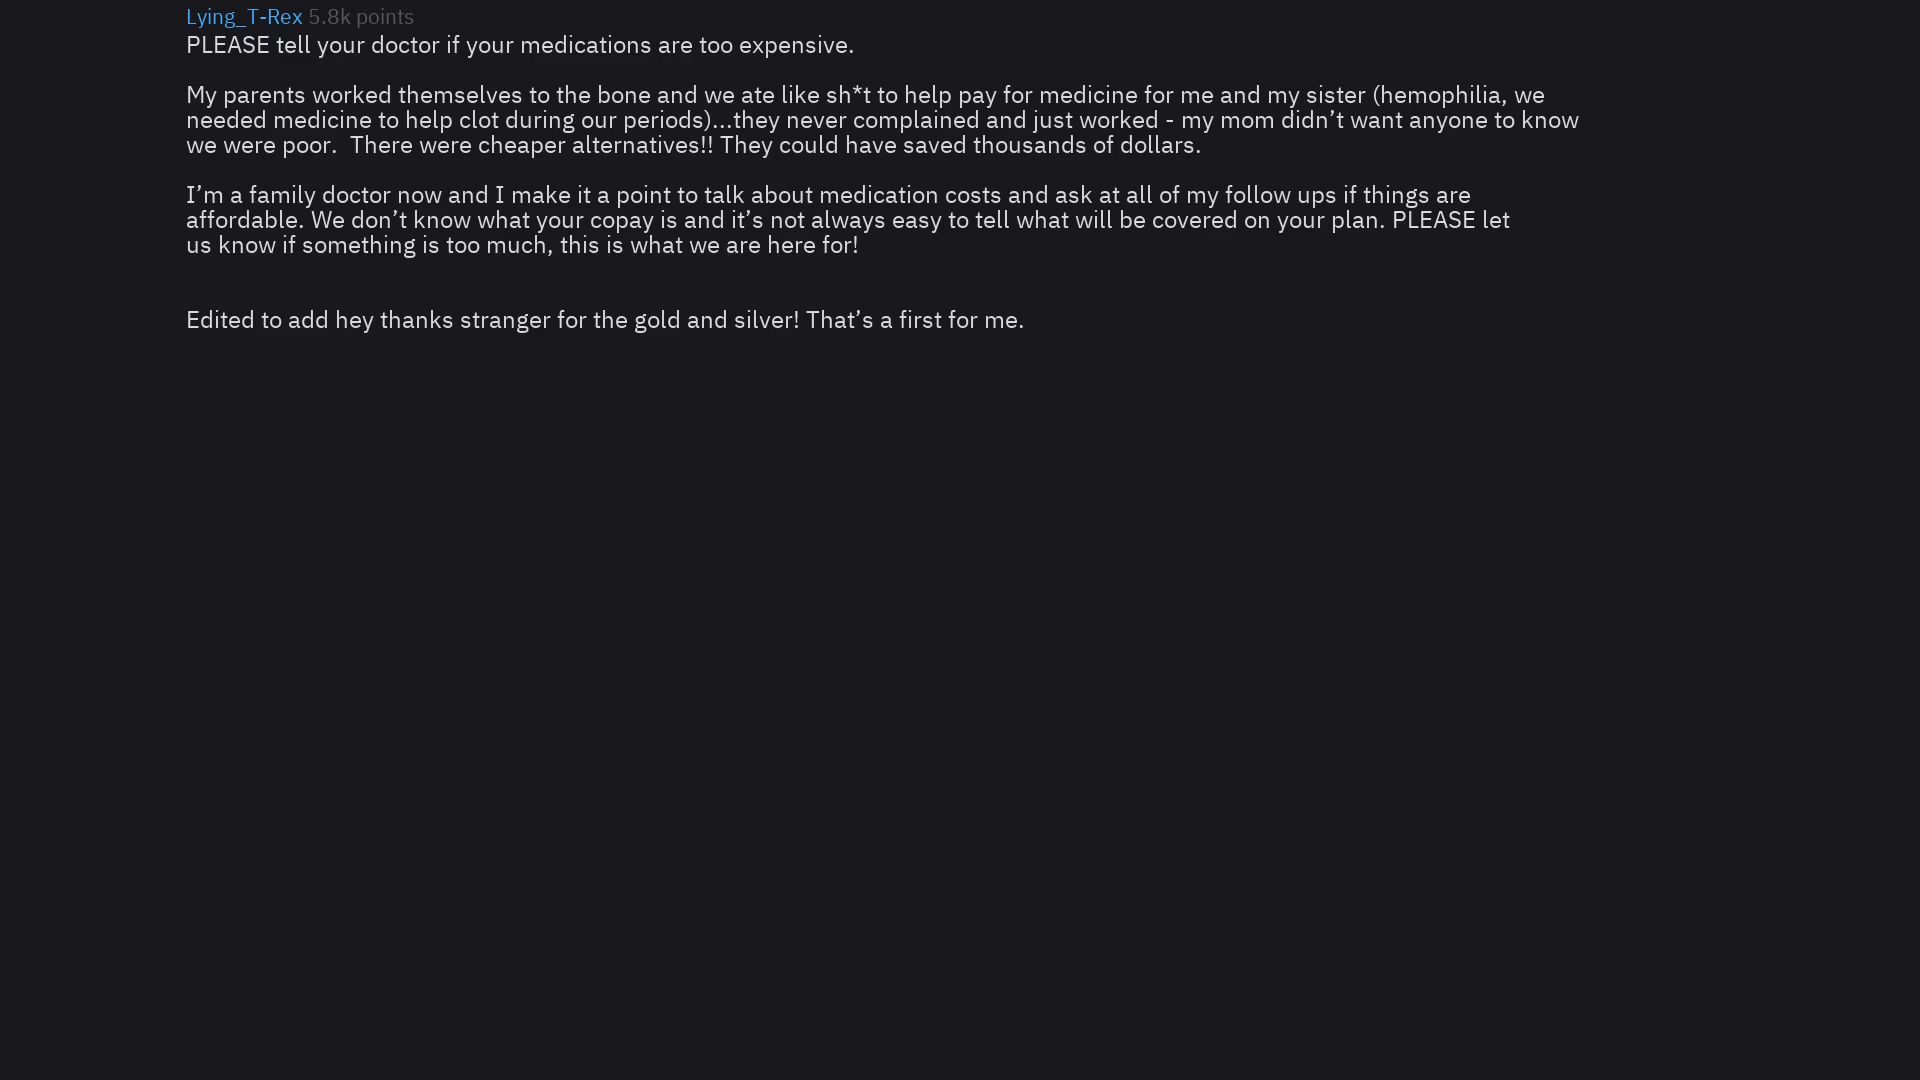 Lying_T-Rex 5.8k points
PLEASE tell your doctor if your medications are too expensive.
My parents worked themselves to the bone and we ate like sh*t to help pay for medicine for me and my sister (hemophilia, we
needed medicine to help clot during our periods)...they never complained and just worked - my mom didn’t want anyone to know
we were poor.  There were cheaper alternatives!! They could have saved thousands of dollars.
I’m a family doctor now and I make it a point to talk about medication costs and ask at all of my follow ups if things are
affordable. We don’t know what your copay is and it’s not always easy to tell what will be covered on your plan. PLEASE let
us know if something is too much, this is what we are here for!
Edited to add hey thanks stranger for the gold and silver! That’s a first for me.